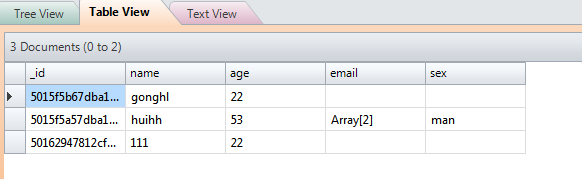 Tree View Table View Text View
3 Documents (0 to 2)
_id name age email sex
5015f5b67dba1... gonghl 22
5015f5a57dba1... huihh 53 Array[2] man
50162947812cf... 111 22